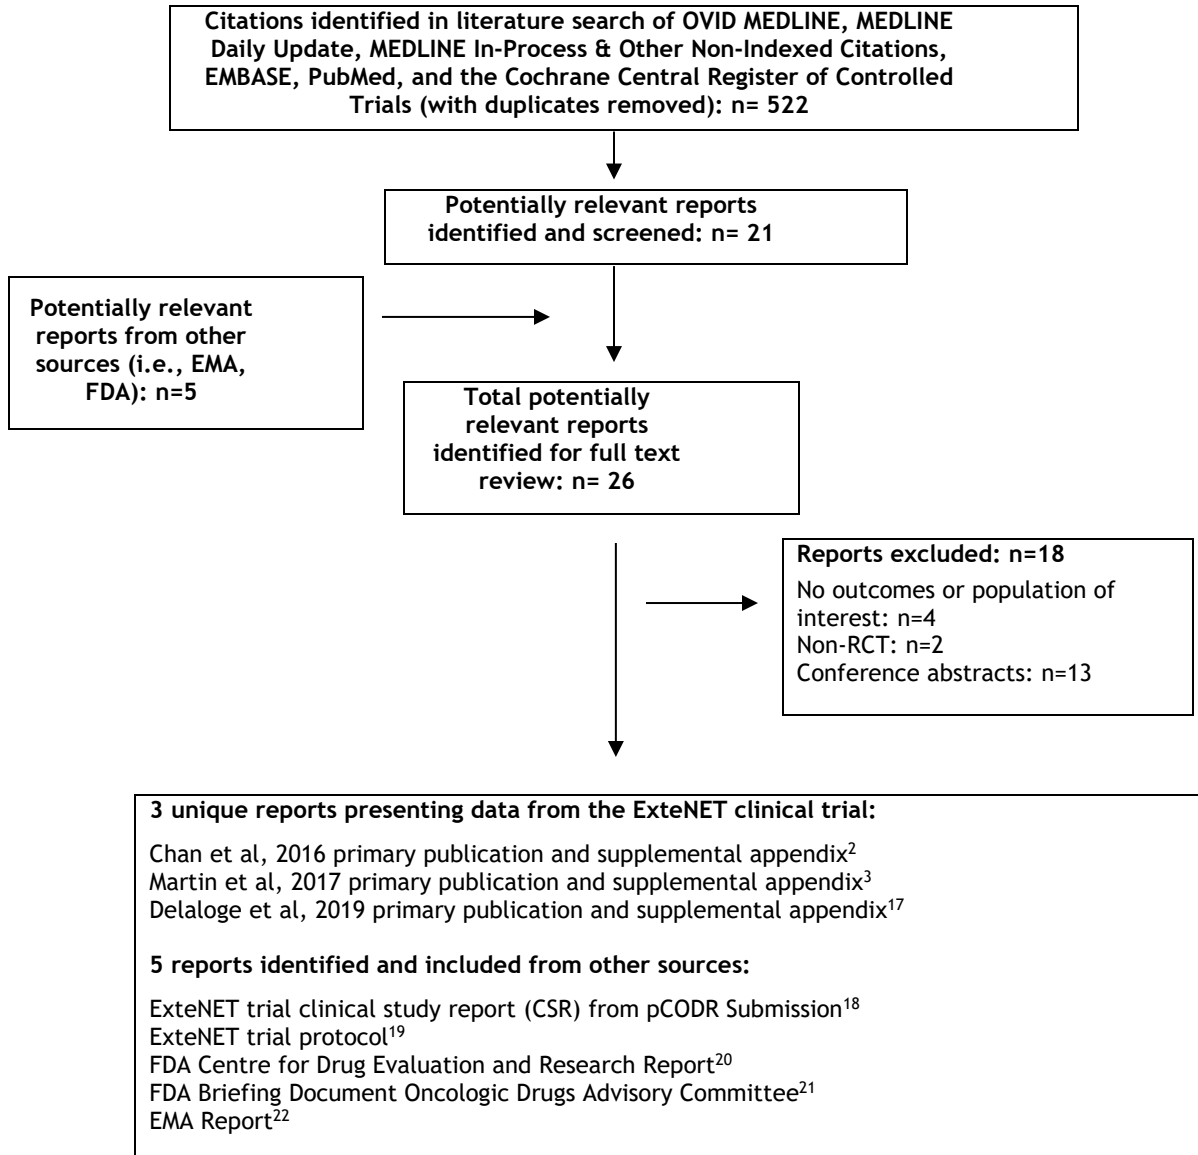 Citations identified in literature search of OVID MEDLINE, MEDLINE
Daily Update, MEDLINE In-Process & Other Non-Indexed Citations,
EMBASE, PubMed, and the Cochrane Central Register of Controlled
Trials (with duplicates removed): n= 522
Potentially relevant reports
identified and screened: n= 21
Potentially relevant
reports from other
sources (i.e., EMA,
FDA): n=5
Total potentially
relevant reports
identified for full text
review: n= 26
Reports excluded: n=18
No outcomes or population of
interest: n=4
Non-RCT: n=2
Conference abstracts: n=13
3 unique reports presenting data from the ExteNET clinical trial:
Chan et al, 2016 primary publication and supplemental appendix²
Martin et al, 2017 primary publication and supplemental appendix³
Delaloge et al, 2019 primary publication and supplemental appendix¹⁷
5 reports identified and included from other sources:
ExteNET trial clinical study report (CSR) from pCODR Submission¹⁸
ExteNET trial protocol¹⁹
FDA Centre for Drug Evaluation and Research Report²⁰
FDA Briefing Document Oncologic Drugs Advisory Committee²¹
EMA Report²²